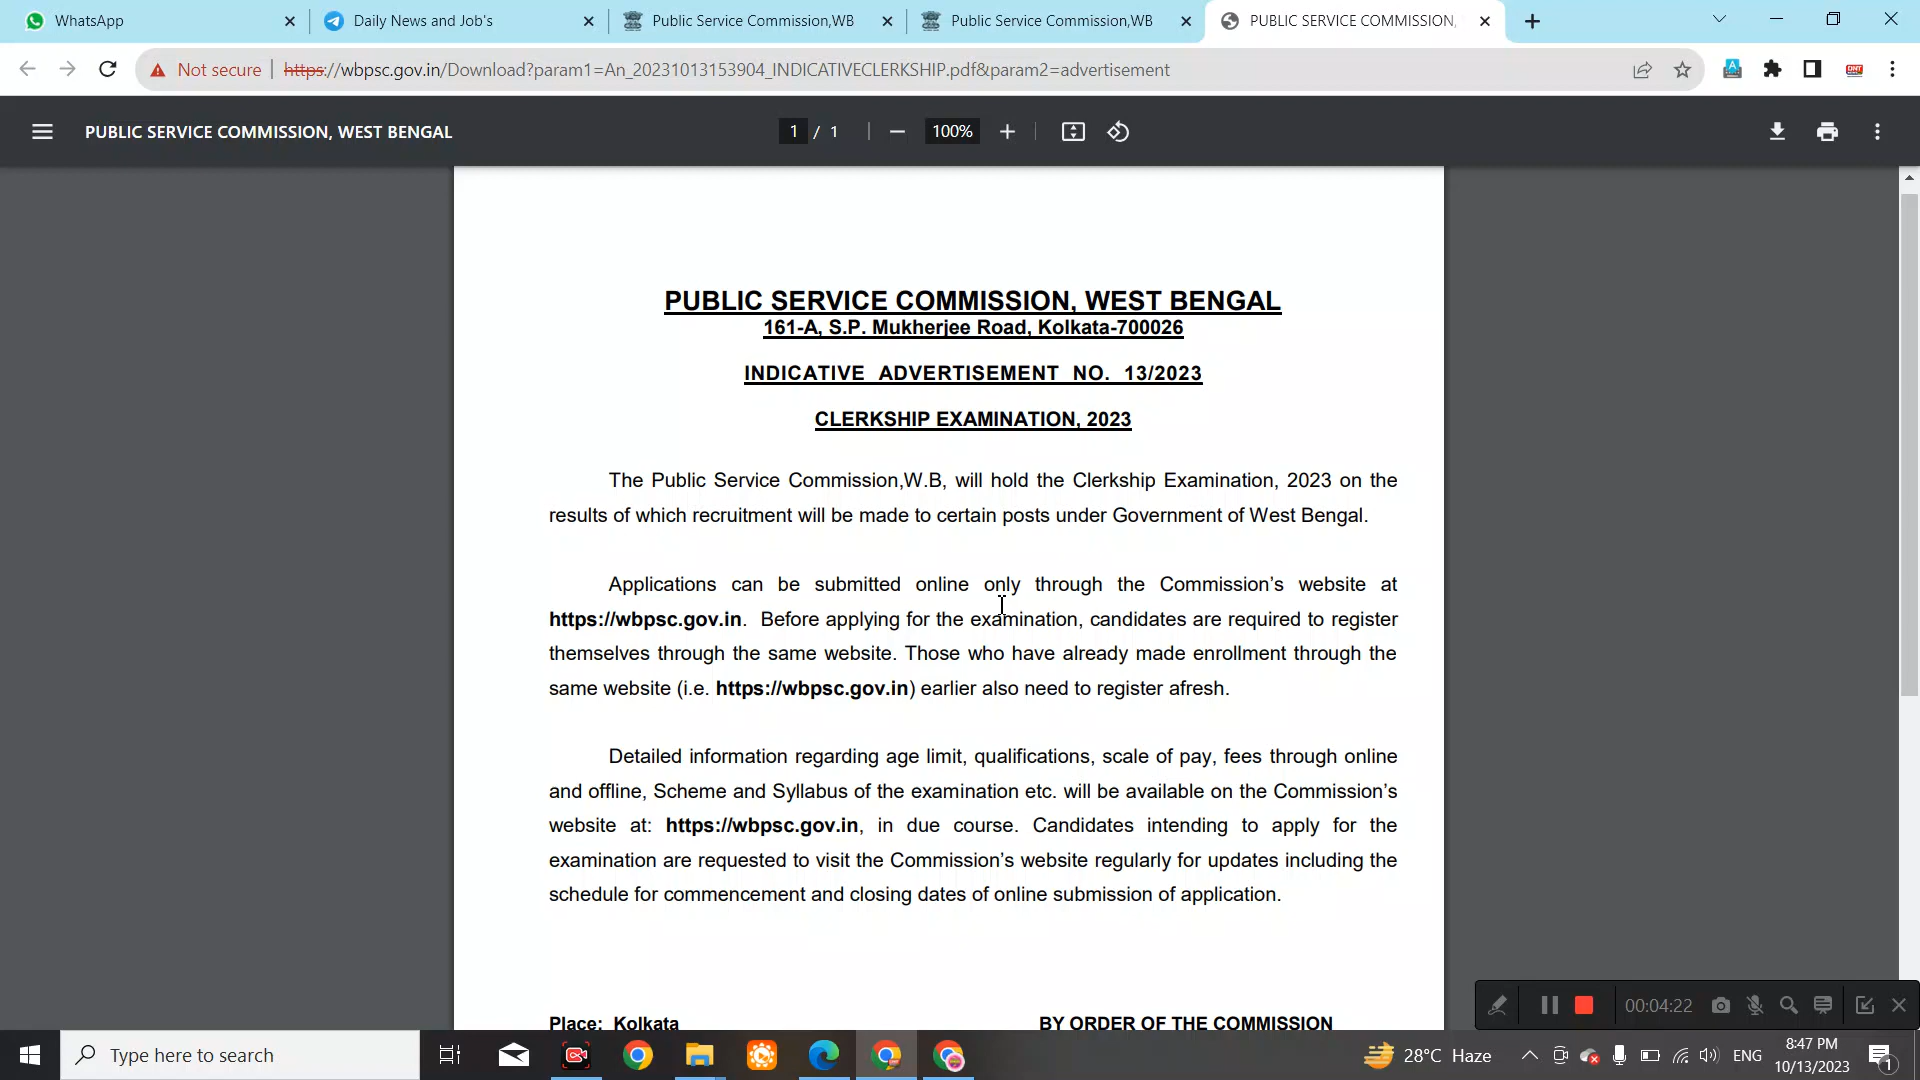 WhatsApp
Daily News and Job's
Public Service Commission,WB
Public Service Commission,WB
PUBLIC SERVICE COMMISSION,
Not secure
https://wbpsc.gov.in/Download?param1=An_20231013153904_INDICATIVECLERKSHIP.pdf&param2=advertisement
PUBLIC SERVICE COMMISSION, WEST BENGAL
1 / 1
100%
PUBLIC SERVICE COMMISSION, WEST BENGAL
161-A, S.P. Mukherjee Road, Kolkata-700026
INDICATIVE ADVERTISEMENT NO. 13/2023
CLERKSHIP EXAMINATION, 2023
The Public Service Commission,W.B, will hold the Clerkship Examination, 2023 on the
results of which recruitment will be made to certain posts under Government of West Bengal.
Applications can be submitted online only through the Commission's website at
https://wbpsc.gov.in. Before applying for the examination, candidates are required to register
themselves through the same website. Those who have already made enrollment through the
same website (i.e. https://wbpsc.gov.in) earlier also need to register afresh.
Detailed information regarding age limit, qualifications, scale of pay, fees through online
and offline, Scheme and Syllabus of the examination etc. will be available on the Commission's
website at: https://wbpsc.gov.in, in due course. Candidates intending to apply for the
examination are requested to visit the Commission's website regularly for updates including the
schedule for commencement and closing dates of online submission of application.
Place: Kolkata
BY ORDER OF THE COMMISSION
00:04:22
Type here to search
28°C Haze
ENG
8:47 PM
10/13/2023
1